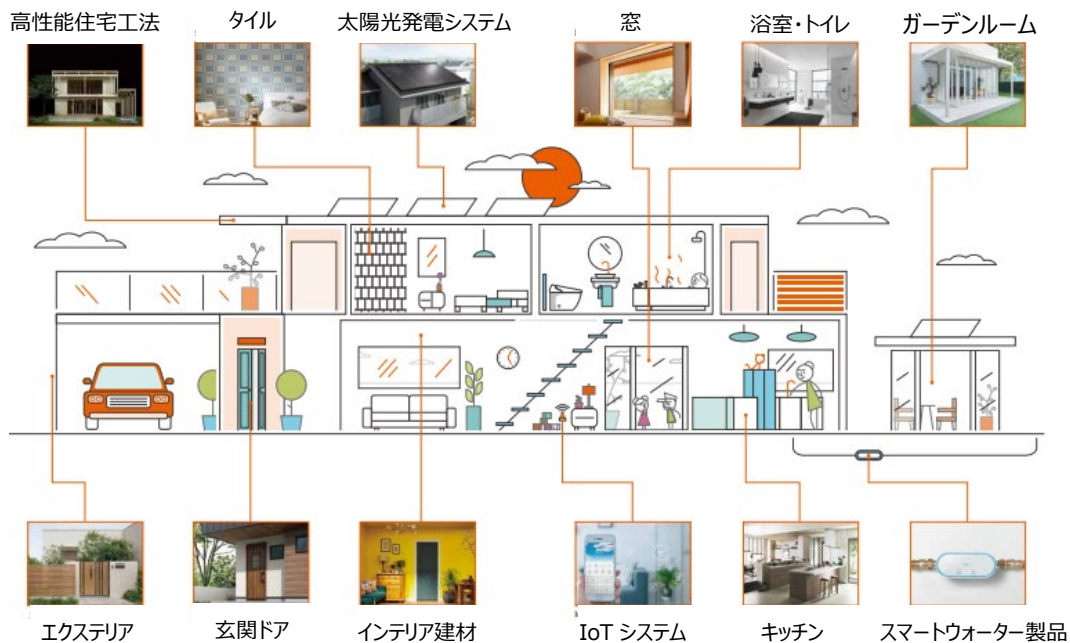 高性能住宅工法
タイル
太陽光発電システム
窓
浴室・トイレ
ガーデンルーム
エクステリア
玄関ドア
インテリア建材
IoT システム
キッチン
スマートウォーター製品